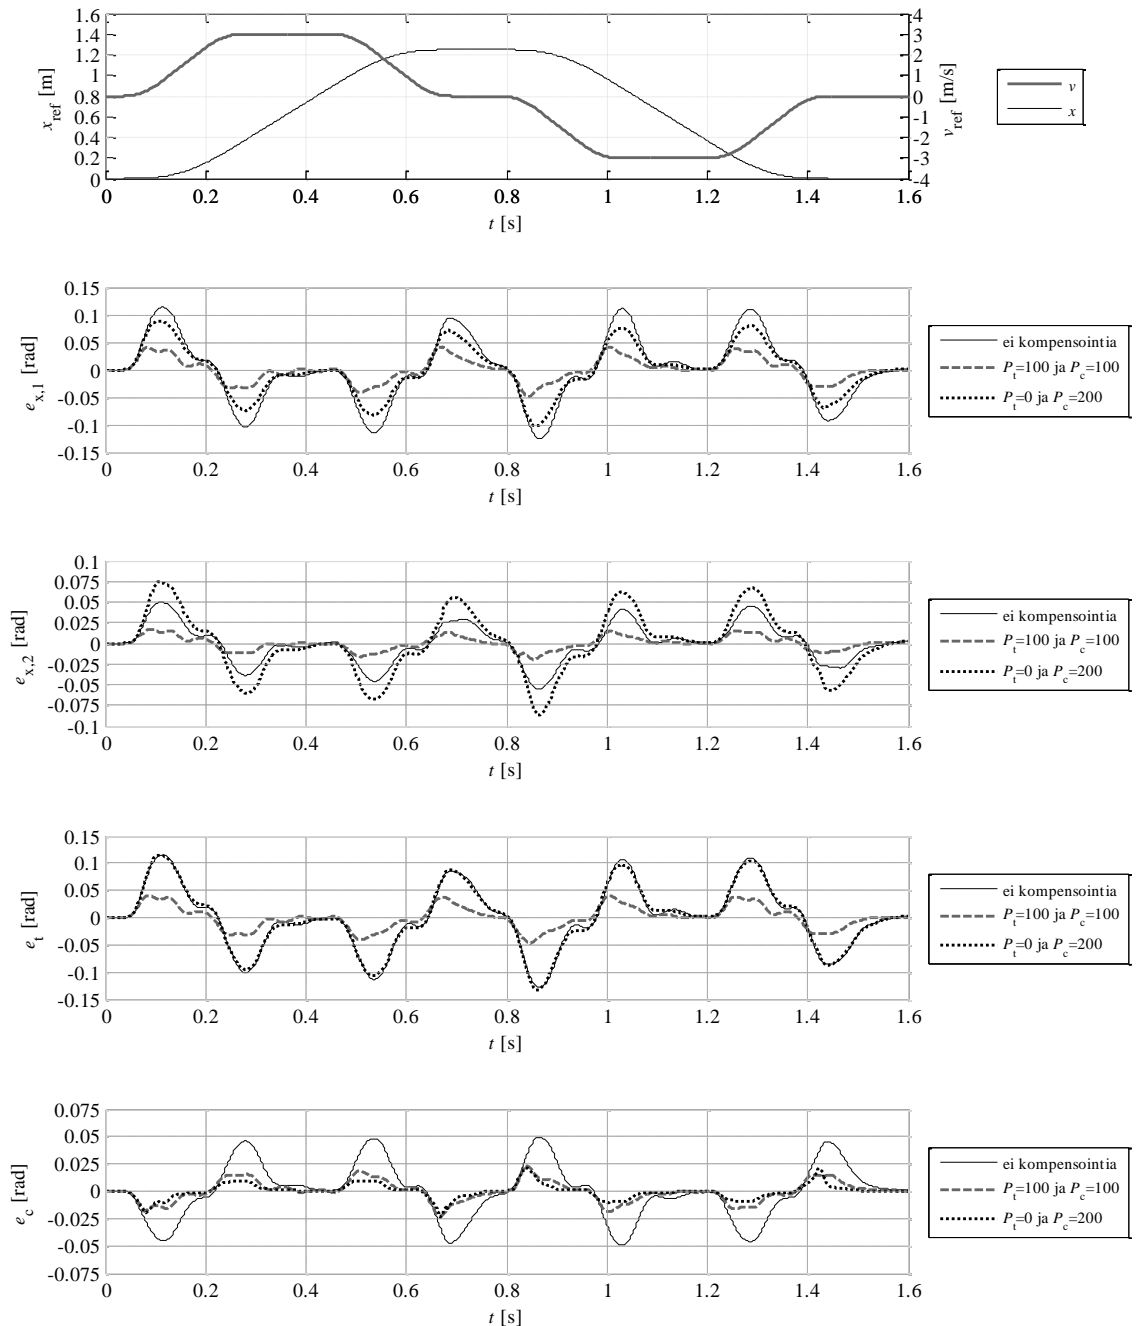 1.6
1.4
1.2
1
0.8
0.6
0.4
0.2
0
x_ref [m]
4
3
2
1
0
-1
-2
-3
-4
v_ref [m/s]
0 0.2 0.4 0.6 0.8 1 1.2 1.4 1.6
t [s]
v
x
0.15
0.1
0.05
0
-0.05
-0.1
-0.15
e_x,1 [rad]
0 0.2 0.4 0.6 0.8 1 1.2 1.4 1.6
t [s]
ei kompensointia
P_t=100 ja P_c=100
P_t=0 ja P_c=200
0.1
0.075
0.05
0.025
0
-0.025
-0.05
-0.075
-0.1
e_x,2 [rad]
0 0.2 0.4 0.6 0.8 1 1.2 1.4 1.6
t [s]
ei kompensointia
P_t=100 ja P_c=100
P_t=0 ja P_c=200
0.15
0.1
0.05
0
-0.05
-0.1
-0.15
e_t [rad]
0 0.2 0.4 0.6 0.8 1 1.2 1.4 1.6
t [s]
ei kompensointia
P_t=100 ja P_c=100
P_t=0 ja P_c=200
0.075
0.05
0.025
0
-0.025
-0.05
-0.075
e_c [rad]
0 0.2 0.4 0.6 0.8 1 1.2 1.4 1.6
t [s]
ei kompensointia
P_t=100 ja P_c=100
P_t=0 ja P_c=200